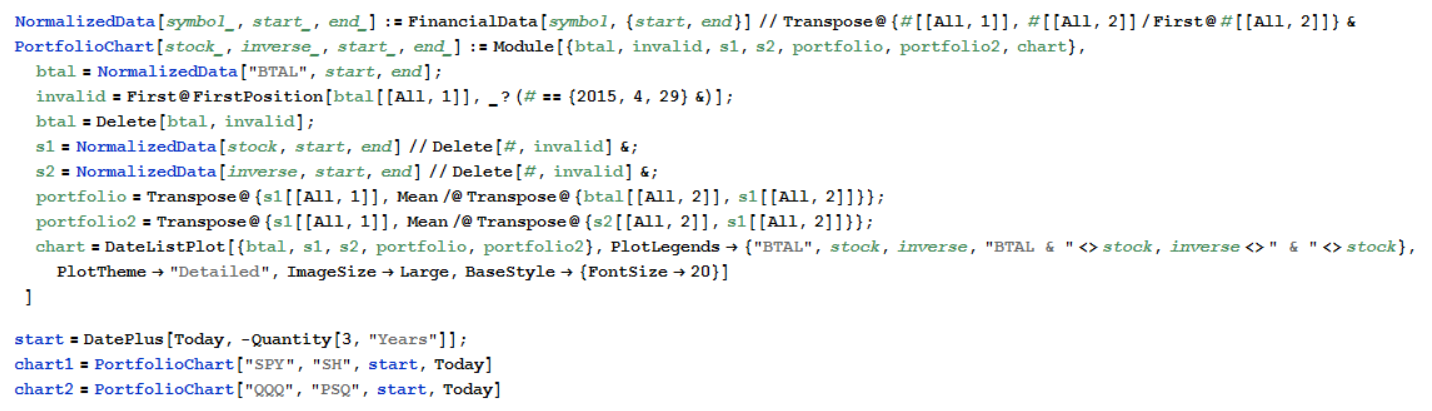 NormalizedData[symbol_, start_, end_] := FinancialData[symbol, {start, end}] // Transpose@{#[[All, 1]], #[[All, 2]] / First@#[[All, 2]]} &
PortfolioChart[stock_, inverse_, start_, end_] := Module[{btal, invalid, s1, s2, portfolio, portfolio2, chart},
btal = NormalizedData["BTAL", start, end];
invalid = First@FirstPosition[btal[[All, 1]], _?(# == {2015, 4, 29} &)];
btal = Delete[btal, invalid];
s1 = NormalizedData[stock, start, end] // Delete[#, invalid] &;
s2 = NormalizedData[inverse, start, end] // Delete[#, invalid] &;
portfolio = Transpose@{s1[[All, 1]], Mean /@ Transpose@{btal[[All, 2]], s1[[All, 2]]}};
portfolio2 = Transpose@{s1[[All, 1]], Mean /@ Transpose@{s2[[All, 2]], s1[[All, 2]]}};
chart = DateListPlot[{btal, s1, s2, portfolio, portfolio2}, PlotLegends → {"BTAL", stock, inverse, "BTAL & " <> stock, inverse <> " & " <> stock},
PlotTheme → "Detailed", ImageSize → Large, BaseStyle → {FontSize → 20}]
]
start = DatePlus[Today, -Quantity[3, "Years"]];
chart1 = PortfolioChart["SPY", "SH", start, Today]
chart2 = PortfolioChart["QQQ", "PSQ", start, Today]